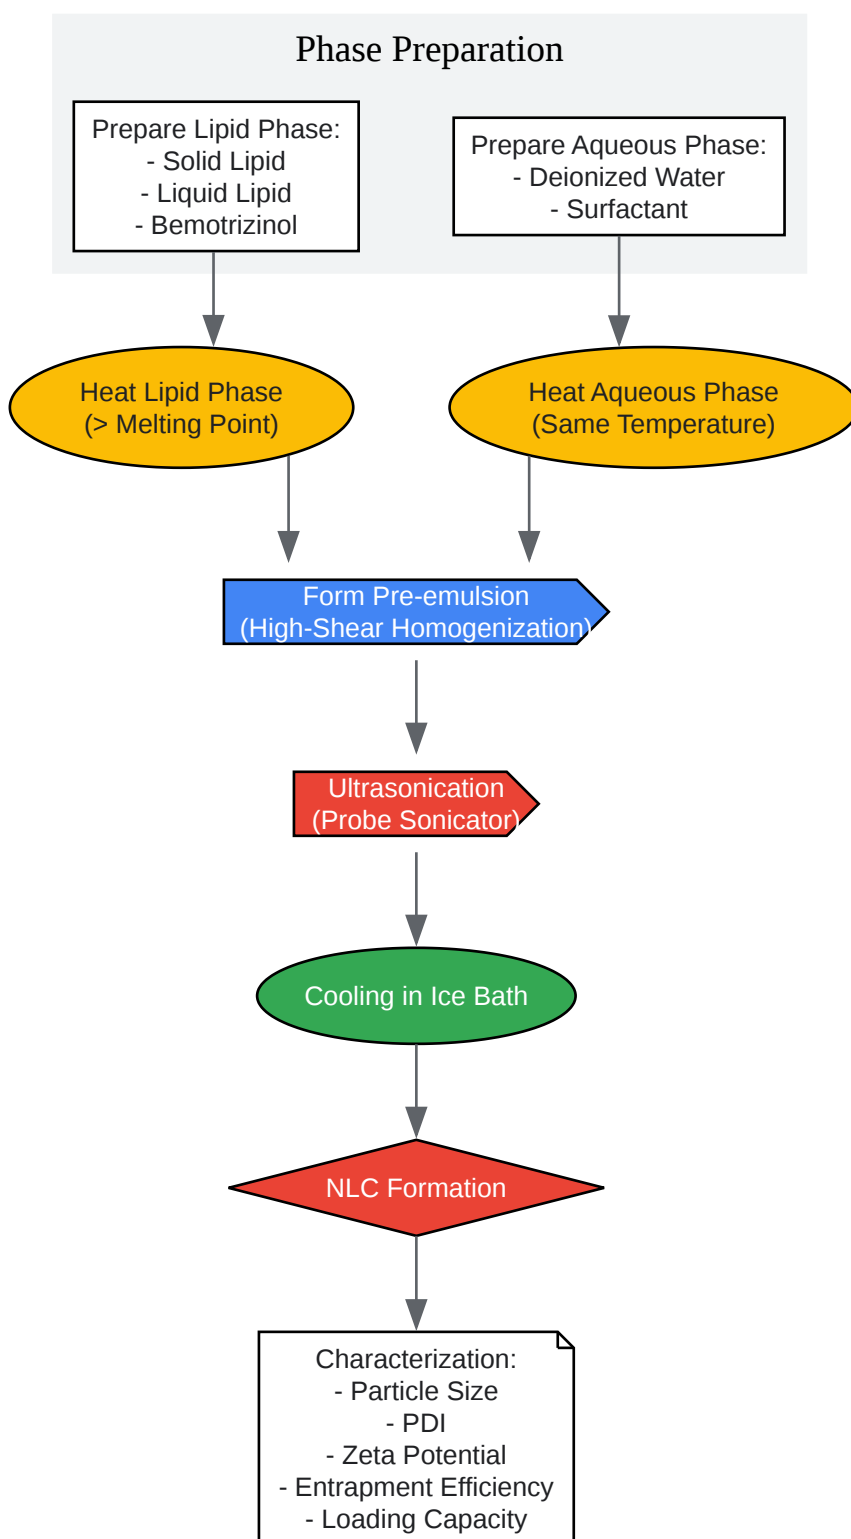 Phase Preparation
Prepare Lipid Phase:
- Solid Lipid
- Liquid Lipid
- Bemotrizinol
Prepare Aqueous Phase:
- Deionized Water
- Surfactant
Heat Lipid Phase
(> Melting Point)
Heat Aqueous Phase
(Same Temperature)
Form Pre-emulsion
(High-Shear Homogenization)
Ultrasonication
(Probe Sonicator)
Cooling in Ice Bath
NLC Formation
Characterization:
- Particle Size
- PDI
- Zeta Potential
- Entrapment Efficiency
- Loading Capacity